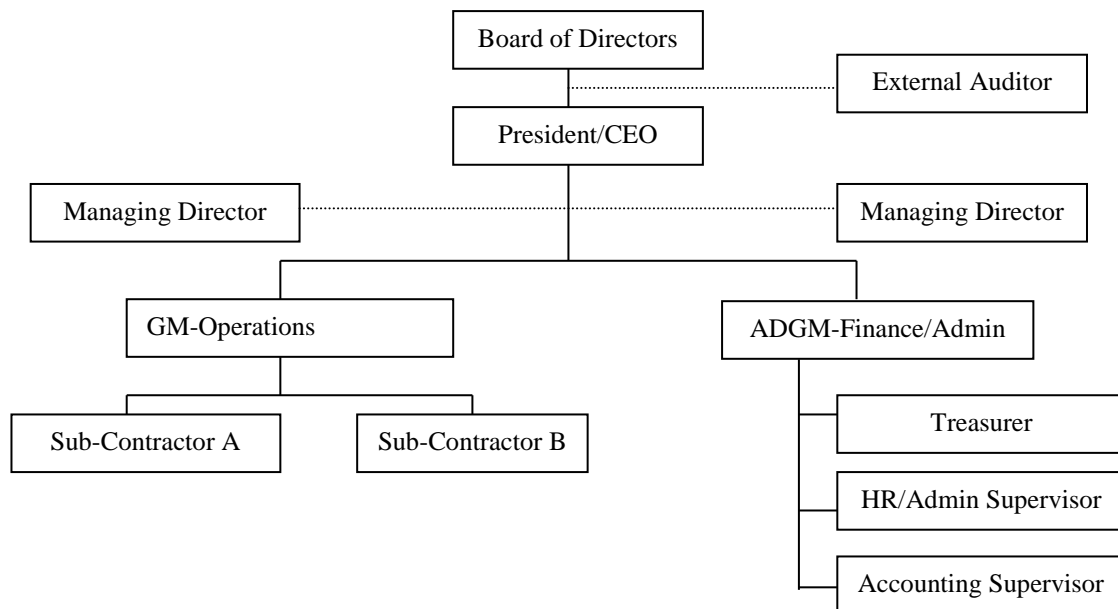 Board of Directors
External Auditor
President/CEO
Managing Director
Managing Director
GM-Operations
ADGM-Finance/Admin
Sub-Contractor A
Sub-Contractor B
Treasurer
HR/Admin Supervisor
Accounting Supervisor